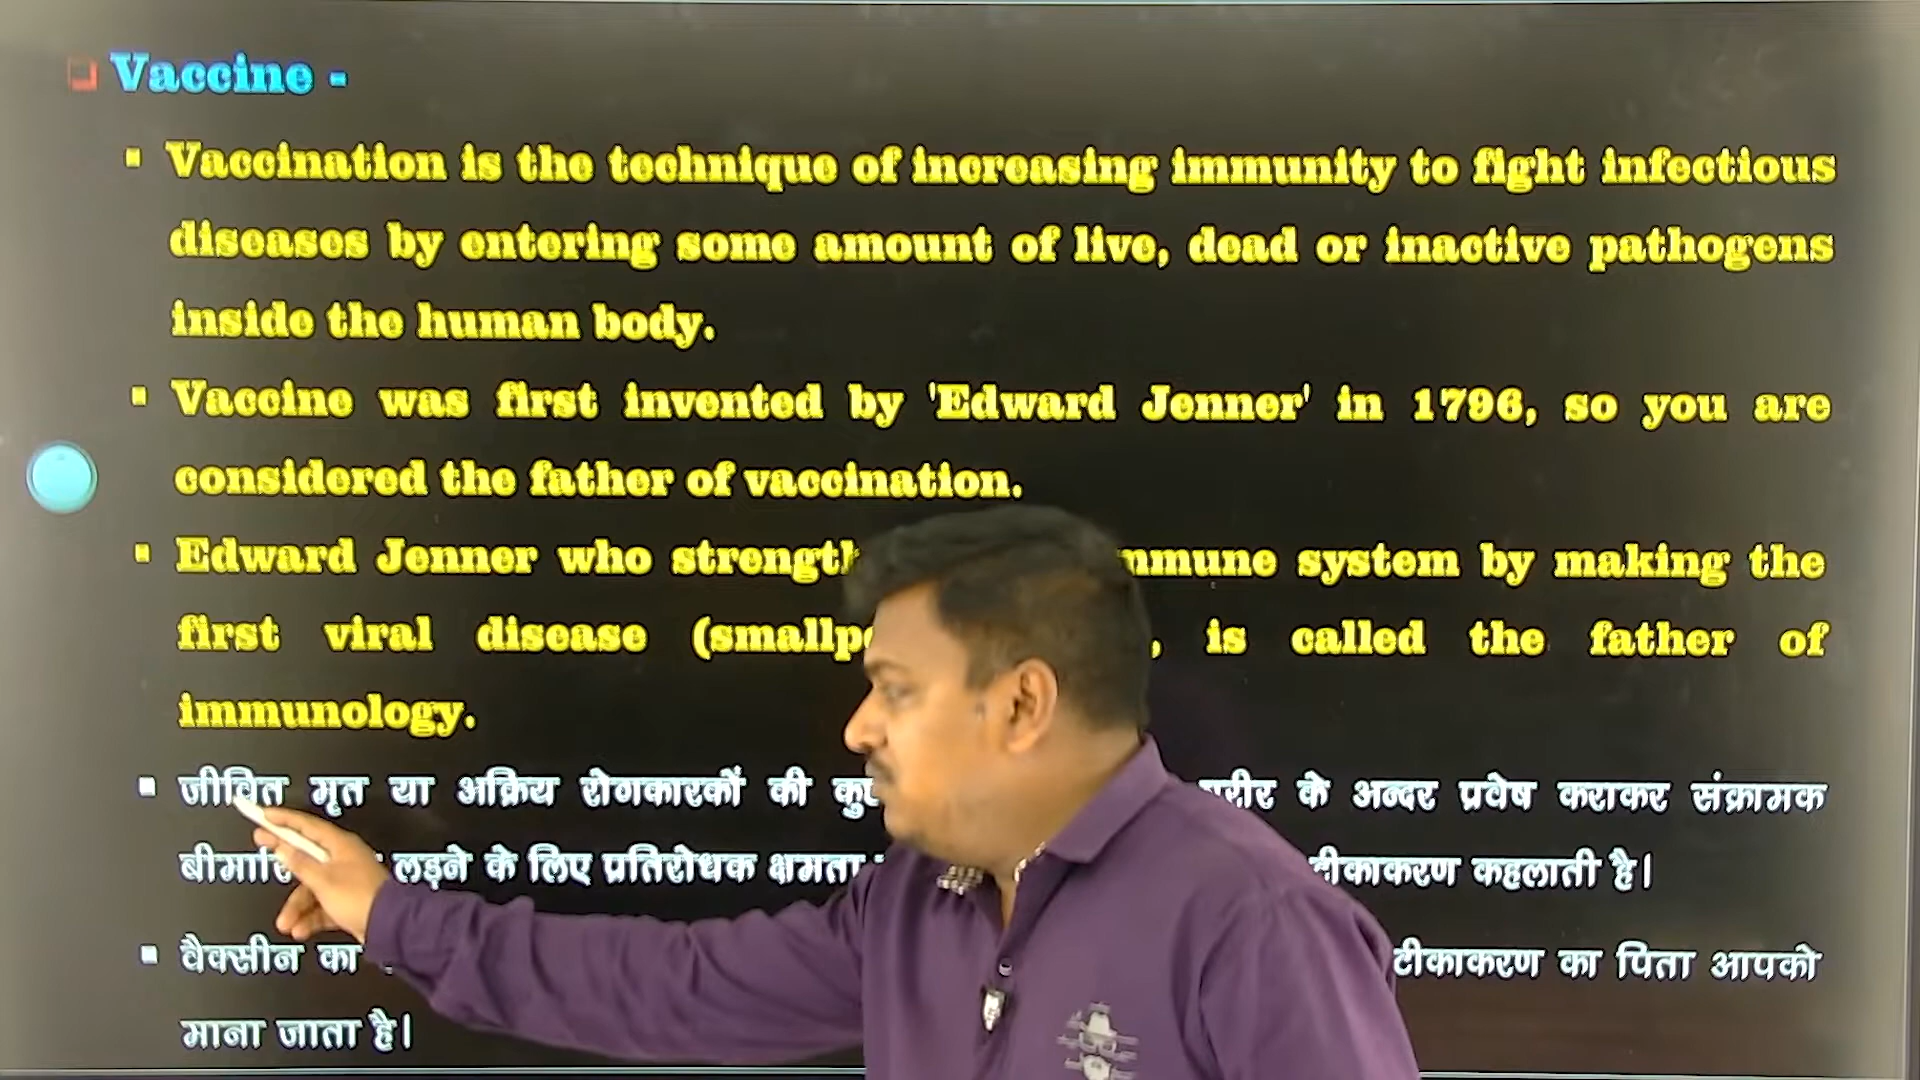 Vaccine -
Vaccination is the technique of increasing immunity to fight infectious
diseases by entering some amount of live, dead or inactive pathogens
inside the human body.
Vaccine was first invented by 'Edward Jenner' in 1796, so you are
considered the father of vaccination.
Edward Jenner who system by making the
first viral disease is called the father of
immunology.
जीवित मृत या अक्रिय रोगकारकों की के अन्दर प्रवेष कराकर संक्रामक
लड़ने के लिए प्रतिरोधक क्षमता टीकाकरण कहलाती है।
वैक्सीन का टीकाकरण का पिता आपको
माना जाता है।